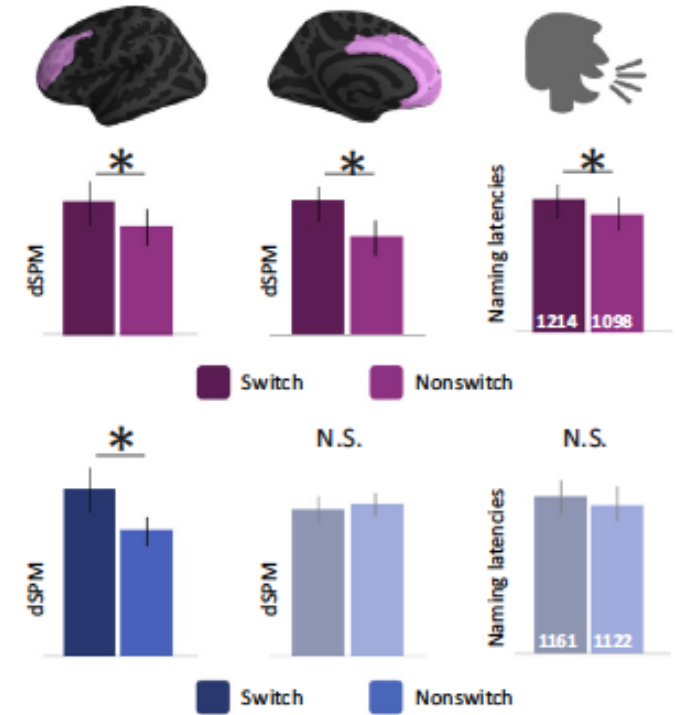 * * *
dSPM
dSPM
Naming latencies
1214 1098
Switch Nonswitch
* N.S. N.S.
dSPM
dSPM
Naming latencies
1161 1122
Switch Nonswitch